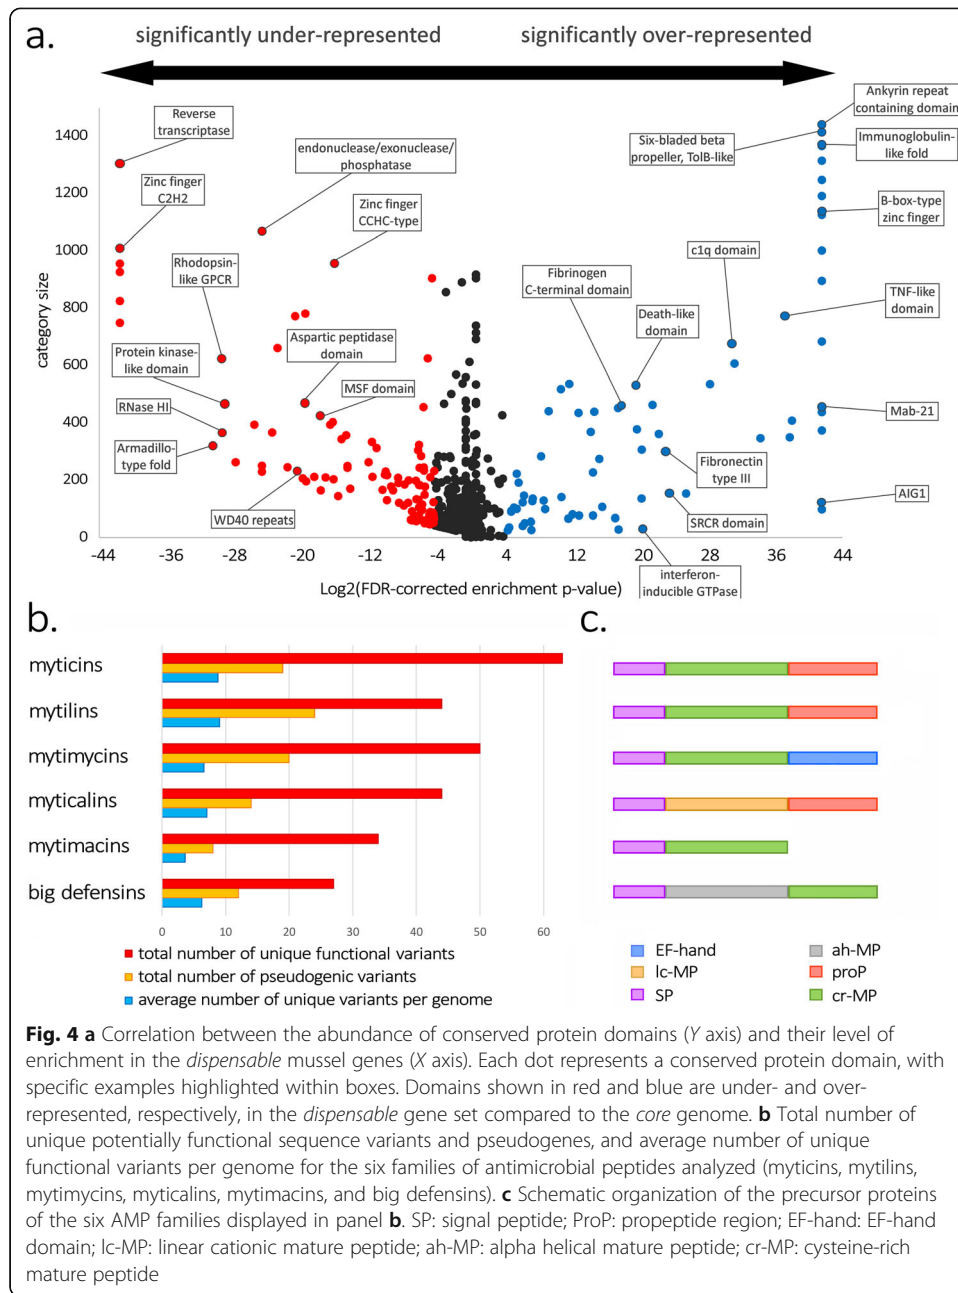 a.
significantly under-represented
significantly over-represented
category size
1400
1200
1000
800
600
400
200
0
-44
-36
-28
-20
-12
-4
4
12
20
28
36
44
Log2(FDR-corrected enrichment p-value)
Reverse
transcriptase
Zinc finger
C2H2
Rhodopsin-
like GPCR
Protein kinase-
like domain
RNase HI
Armadillo-
type fold
endonuclease/exonuclease/
phosphatase
Zinc finger
CCHC-type
Aspartic peptidase
domain
MSF domain
WD40 repeats
Six-bladed beta
propeller, TolB-like
Ankyrin repeat
containing domain
Immunoglobulin-
like fold
B-box-type
zinc finger
c1q domain
Fibrinogen
C-terminal domain
Death-like
domain
TNF-like
domain
Mab-21
Fibronectin
type III
SRCR domain
AIG1
interferon-
inducible GTPase
b.
myticins
mytilins
mytimycins
myticalins
mytimacins
big defensins
0
10
20
30
40
50
60
total number of unique functional variants
total number of pseudogenic variants
average number of unique variants per genome
c.
EF-hand
lc-MP
SP
ah-MP
proP
cr-MP
Fig. 4 a Correlation between the abundance of conserved protein domains (Y axis) and their level of
enrichment in the dispensable mussel genes (X axis). Each dot represents a conserved protein domain, with
specific examples highlighted within boxes. Domains shown in red and blue are under- and over-
represented, respectively, in the dispensable gene set compared to the core genome. b Total number of
unique potentially functional sequence variants and pseudogenes, and average number of unique
functional variants per genome for the six families of antimicrobial peptides analyzed (myticins, mytilins,
mytimycins, myticalins, mytimacins, and big defensins). c Schematic organization of the precursor proteins
of the six AMP families displayed in panel b. SP: signal peptide; ProP: propeptide region; EF-hand: EF-hand
domain; lc-MP: linear cationic mature peptide; ah-MP: alpha helical mature peptide; cr-MP: cysteine-rich
mature peptide